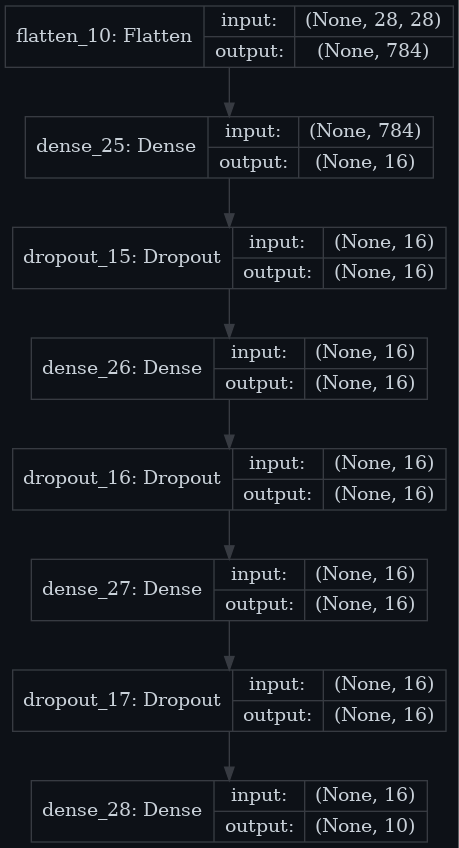 flatten_10: Flatten
input:
(None, 28, 28)
output:
(None, 784)
dense_25: Dense
input:
(None, 784)
output:
(None, 16)
dropout_15: Dropout
input:
(None, 16)
output:
(None, 16)
dense_26: Dense
input:
(None, 16)
output:
(None, 16)
dropout_16: Dropout
input:
(None, 16)
output:
(None, 16)
dense_27: Dense
input:
(None, 16)
output:
(None, 16)
dropout_17: Dropout
input:
(None, 16)
output:
(None, 16)
dense_28: Dense
input:
(None, 16)
output:
(None, 10)